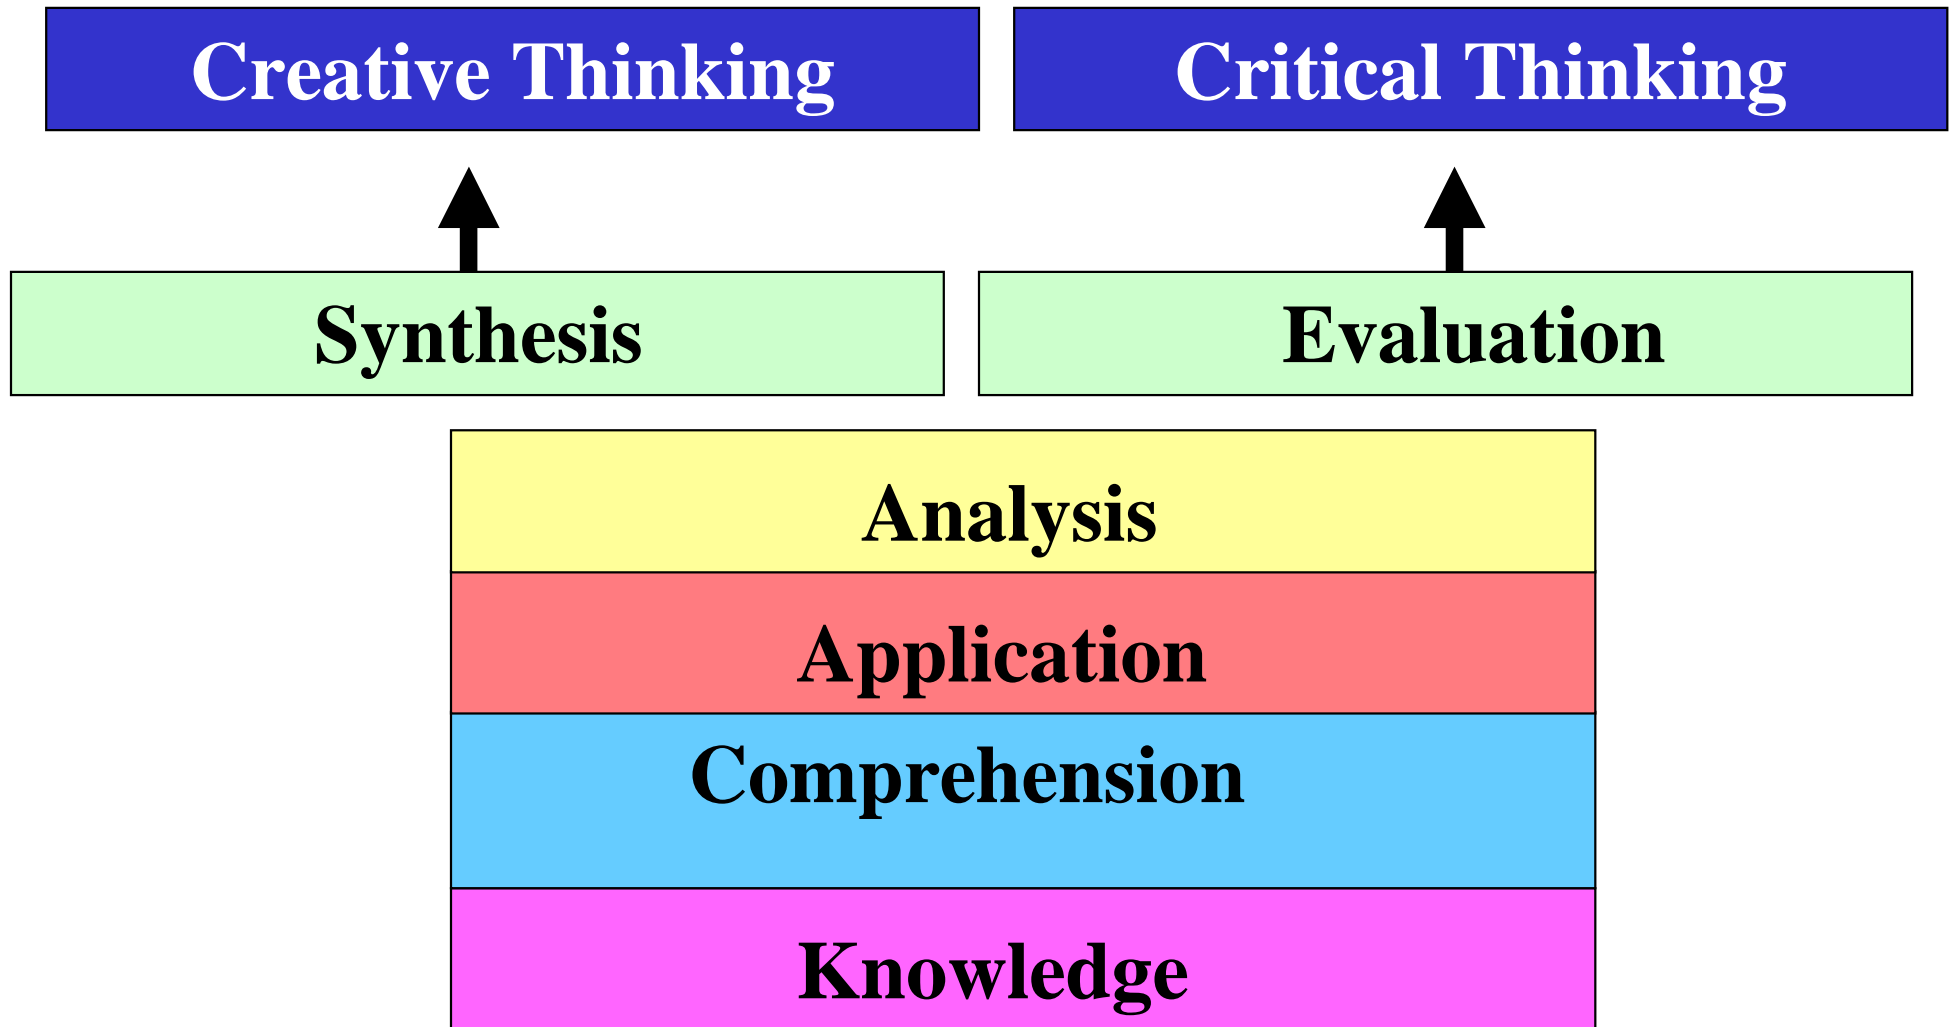 Creative Thinking
Critical Thinking
Synthesis
Evaluation
Analysis
Application
Comprehension
Knowledge